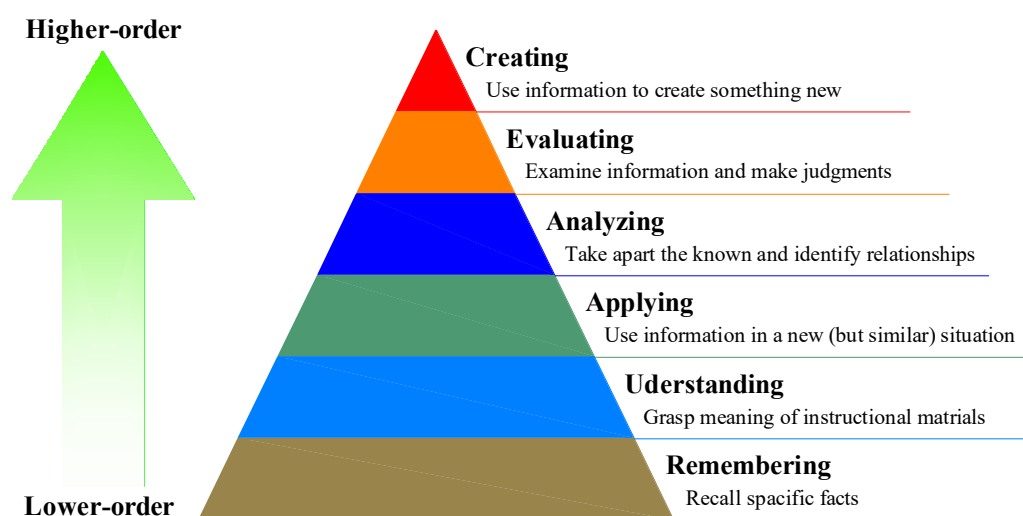 Higher-order
Creating
Use information to create something new
Evaluating
Examine information and make judgments
Analyzing
Take apart the known and identify relationships
Applying
Use information in a new (but similar) situation
Uderstanding
Grasp meaning of instructional matrials
Remembering
Recall spacific facts
Lower-order